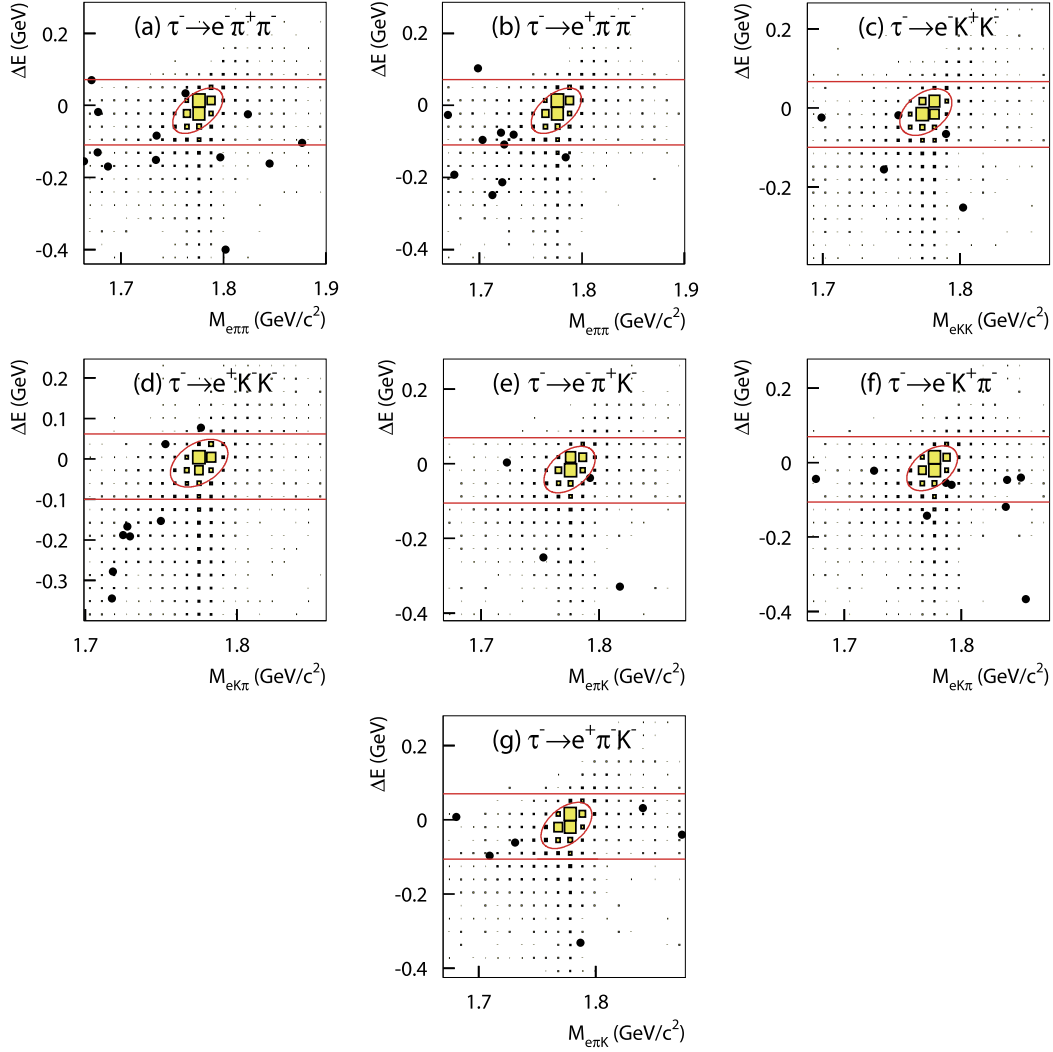 (a) τ⁻→e⁻π⁺π⁻
ΔE (GeV)
0.2
0
-0.2
-0.4
1.7 1.8 1.9
M_eππ (GeV/c²)
(b) τ⁻→e⁺π⁻π⁻
ΔE (GeV)
0.2
0
-0.2
-0.4
1.7 1.8 1.9
M_eππ (GeV/c²)
(c) τ⁻→e⁻K⁺K⁻
ΔE (GeV)
0.2
0
-0.2
1.7 1.8
M_eKK (GeV/c²)
(d) τ⁻→e⁺K⁻K⁻
ΔE (GeV)
0.2
0.1
0
-0.1
-0.2
-0.3
1.7 1.8
M_eKπ (GeV/c²)
(e) τ⁻→e⁻π⁺K⁻
ΔE (GeV)
0.2
0
-0.2
-0.4
1.7 1.8
M_eπK (GeV/c²)
(f) τ⁻→e⁻K⁺π⁻
ΔE (GeV)
0.2
0
-0.2
-0.4
1.7 1.8
M_eKπ (GeV/c²)
(g) τ⁻→e⁺π⁻K⁻
ΔE (GeV)
0.2
0
-0.2
-0.4
1.7 1.8
M_eπK (GeV/c²)